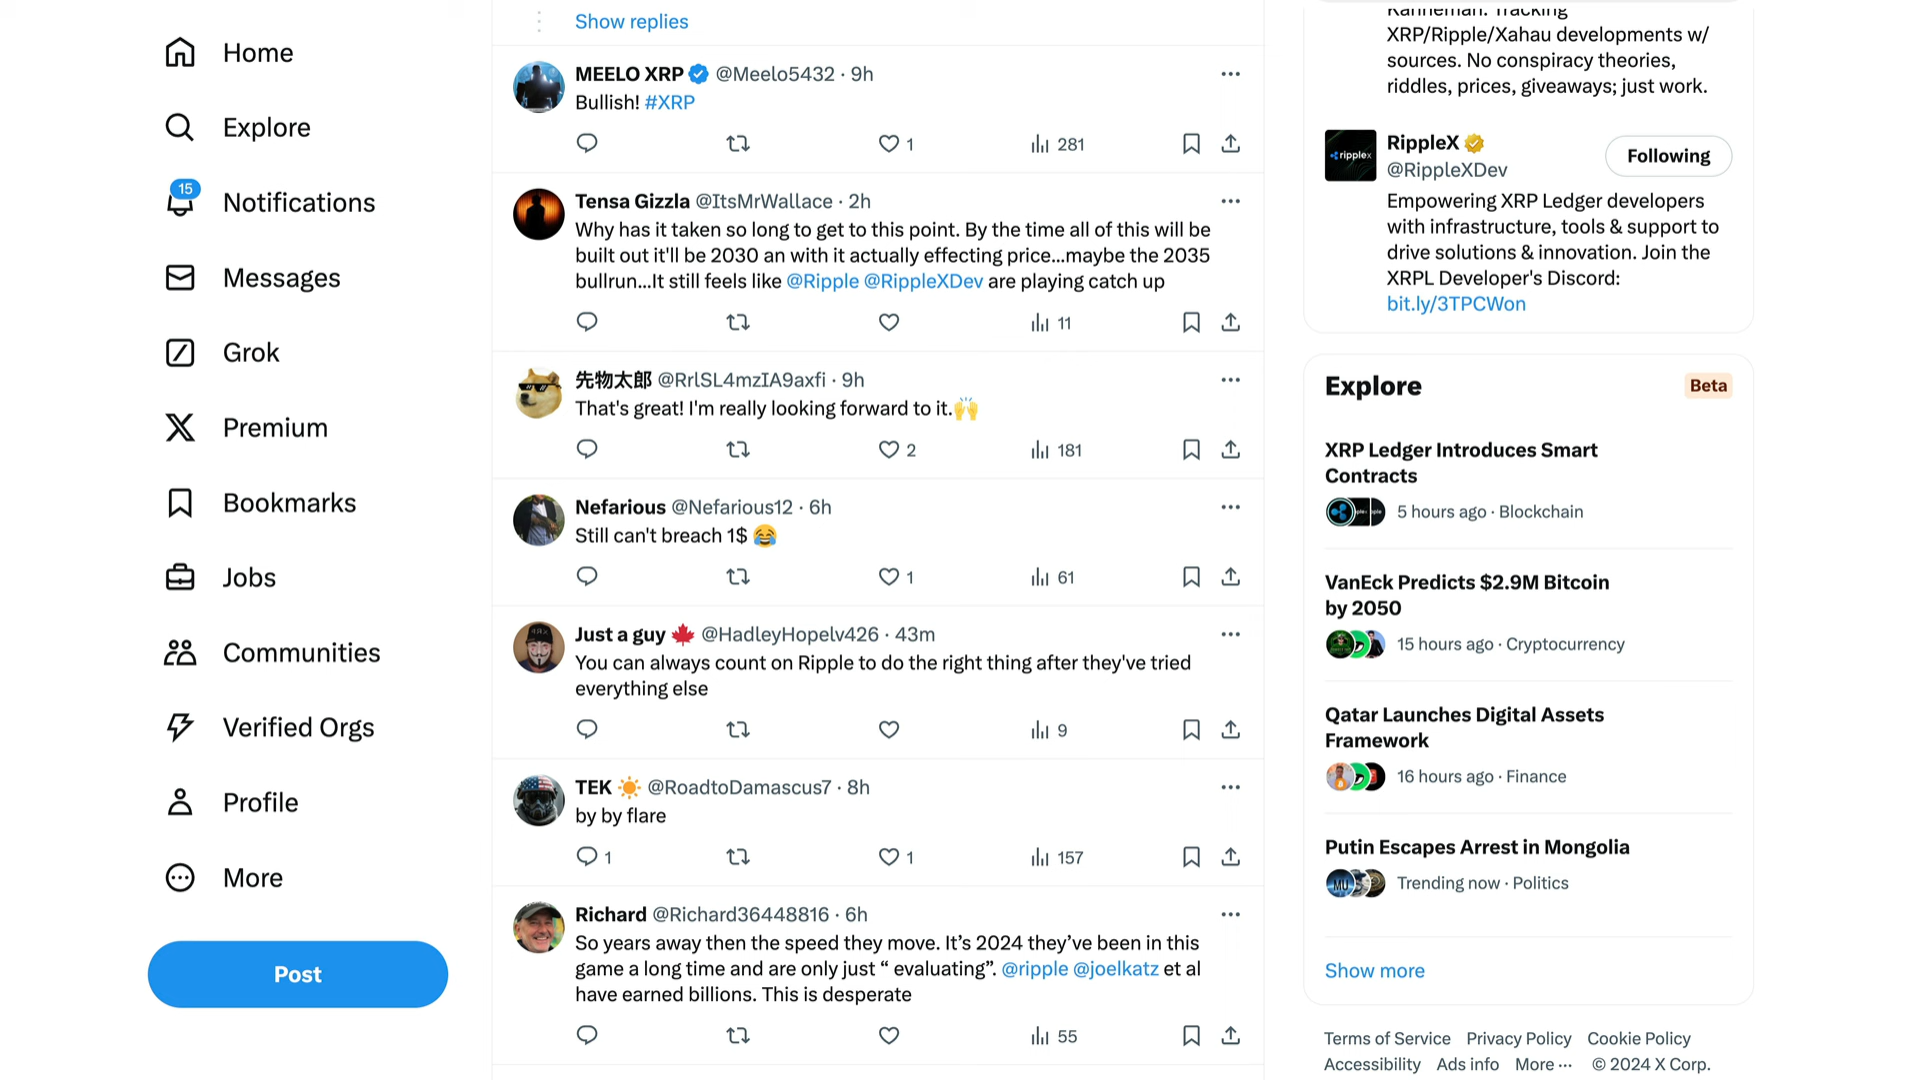 Home
Explore
15
Notifications
Messages
Grok
Premium
Bookmarks
Jobs
Communities
Verified Orgs
Profile
More
Post
Show replies
MEELO XRP @Meelo5432 · 9h
Bullish! #XRP
1 281
Tensa Gizzla @ItsMrWallace · 2h
Why has it taken so long to get to this point. By the time all of this will be
built out it'll be 2030 an with it actually effecting price...maybe the 2035
bullrun...It still feels like @Ripple @RippleXDev are playing catch up
11
先物太郎 @RrlSL4mzIA9axfi · 9h
That's great! I'm really looking forward to it.🙌
2 181
Nefarious @Nefarious12 · 6h
Still can't breach 1$ 😂
1 61
Just a guy 🍁 @HadleyHopelv426 · 43m
You can always count on Ripple to do the right thing after they've tried
everything else
9
TEK ☀️ @RoadtoDamascus7 · 8h
by by flare
1 1 157
Richard @Richard36448816 · 6h
So years away then the speed they move. It’s 2024 they’ve been in this
game a long time and are only just “ evaluating”. @ripple @joelkatz et al
have earned billions. This is desperate
55
Kanneman. Tracking
XRP/Ripple/Xahau developments w/
sources. No conspiracy theories,
riddles, prices, giveaways; just work.
ripplex
RippleX
@RippleXDev
Following
Empowering XRP Ledger developers
with infrastructure, tools & support to
drive solutions & innovation. Join the
XRPL Developer's Discord:
bit.ly/3TPCWon
Explore
Beta
XRP Ledger Introduces Smart
Contracts
5 hours ago · Blockchain
VanEck Predicts $2.9M Bitcoin
by 2050
15 hours ago · Cryptocurrency
Qatar Launches Digital Assets
Framework
16 hours ago · Finance
Putin Escapes Arrest in Mongolia
MU
Trending now · Politics
Show more
Terms of Service Privacy Policy Cookie Policy
Accessibility Ads info More ··· © 2024 X Corp.